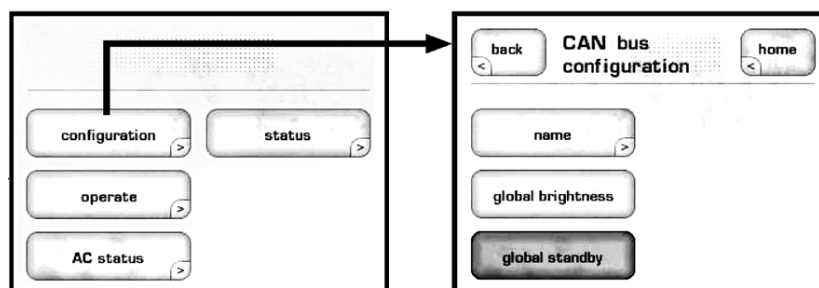 configuration
>
status
>
operate
>
AC status
>
back
<
CAN bus
configuration
home
<
name
>
global brightness
global standby